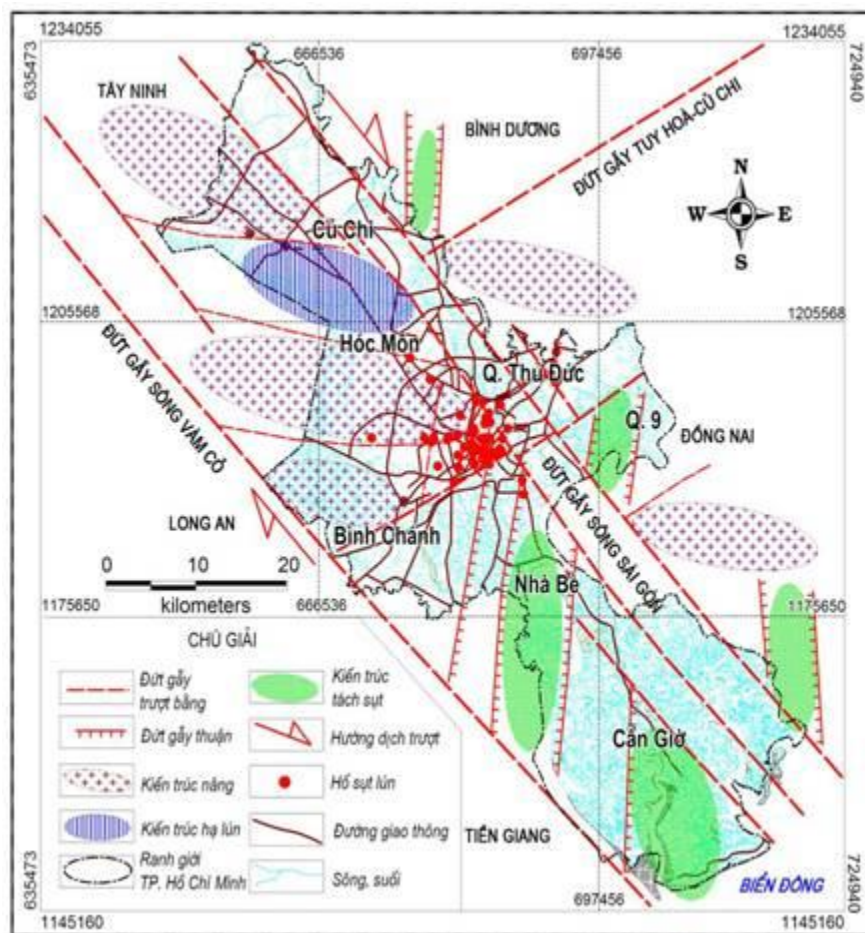 1234055
1234055
635473
666536
697456
724940
TÂY NINH
BÌNH DƯƠNG
ĐỨT GẪY TUY HOÀ-CỦ CHI
N
W
E
S
Củ Chi
1205568
1205568
Hóc Môn
Q. Thủ Đức
Q. 9
ĐỒNG NAI
ĐỨT GẪY SÔNG VÀM CỎ
ĐỨT GẪY SÔNG SÀI GÒN
LONG AN
Bình Chánh
0 10 20
kilometers
Nhà Bè
1175650
666536
1175650
CHÚ GIẢI
Đứt gẫy
trượt bằng
Kiến trúc
tách sụt
Đứt gẫy thuận
Hướng dịch trượt
Kiến trúc nâng
Hố sụt lún
Kiến trúc hạ lún
Đường giao thông
Ranh giới
TP. Hồ Chí Minh
Sông, suối
Cần Giờ
TIỀN GIANG
BIỂN ĐÔNG
635473
697456
724940
1145160
1145160